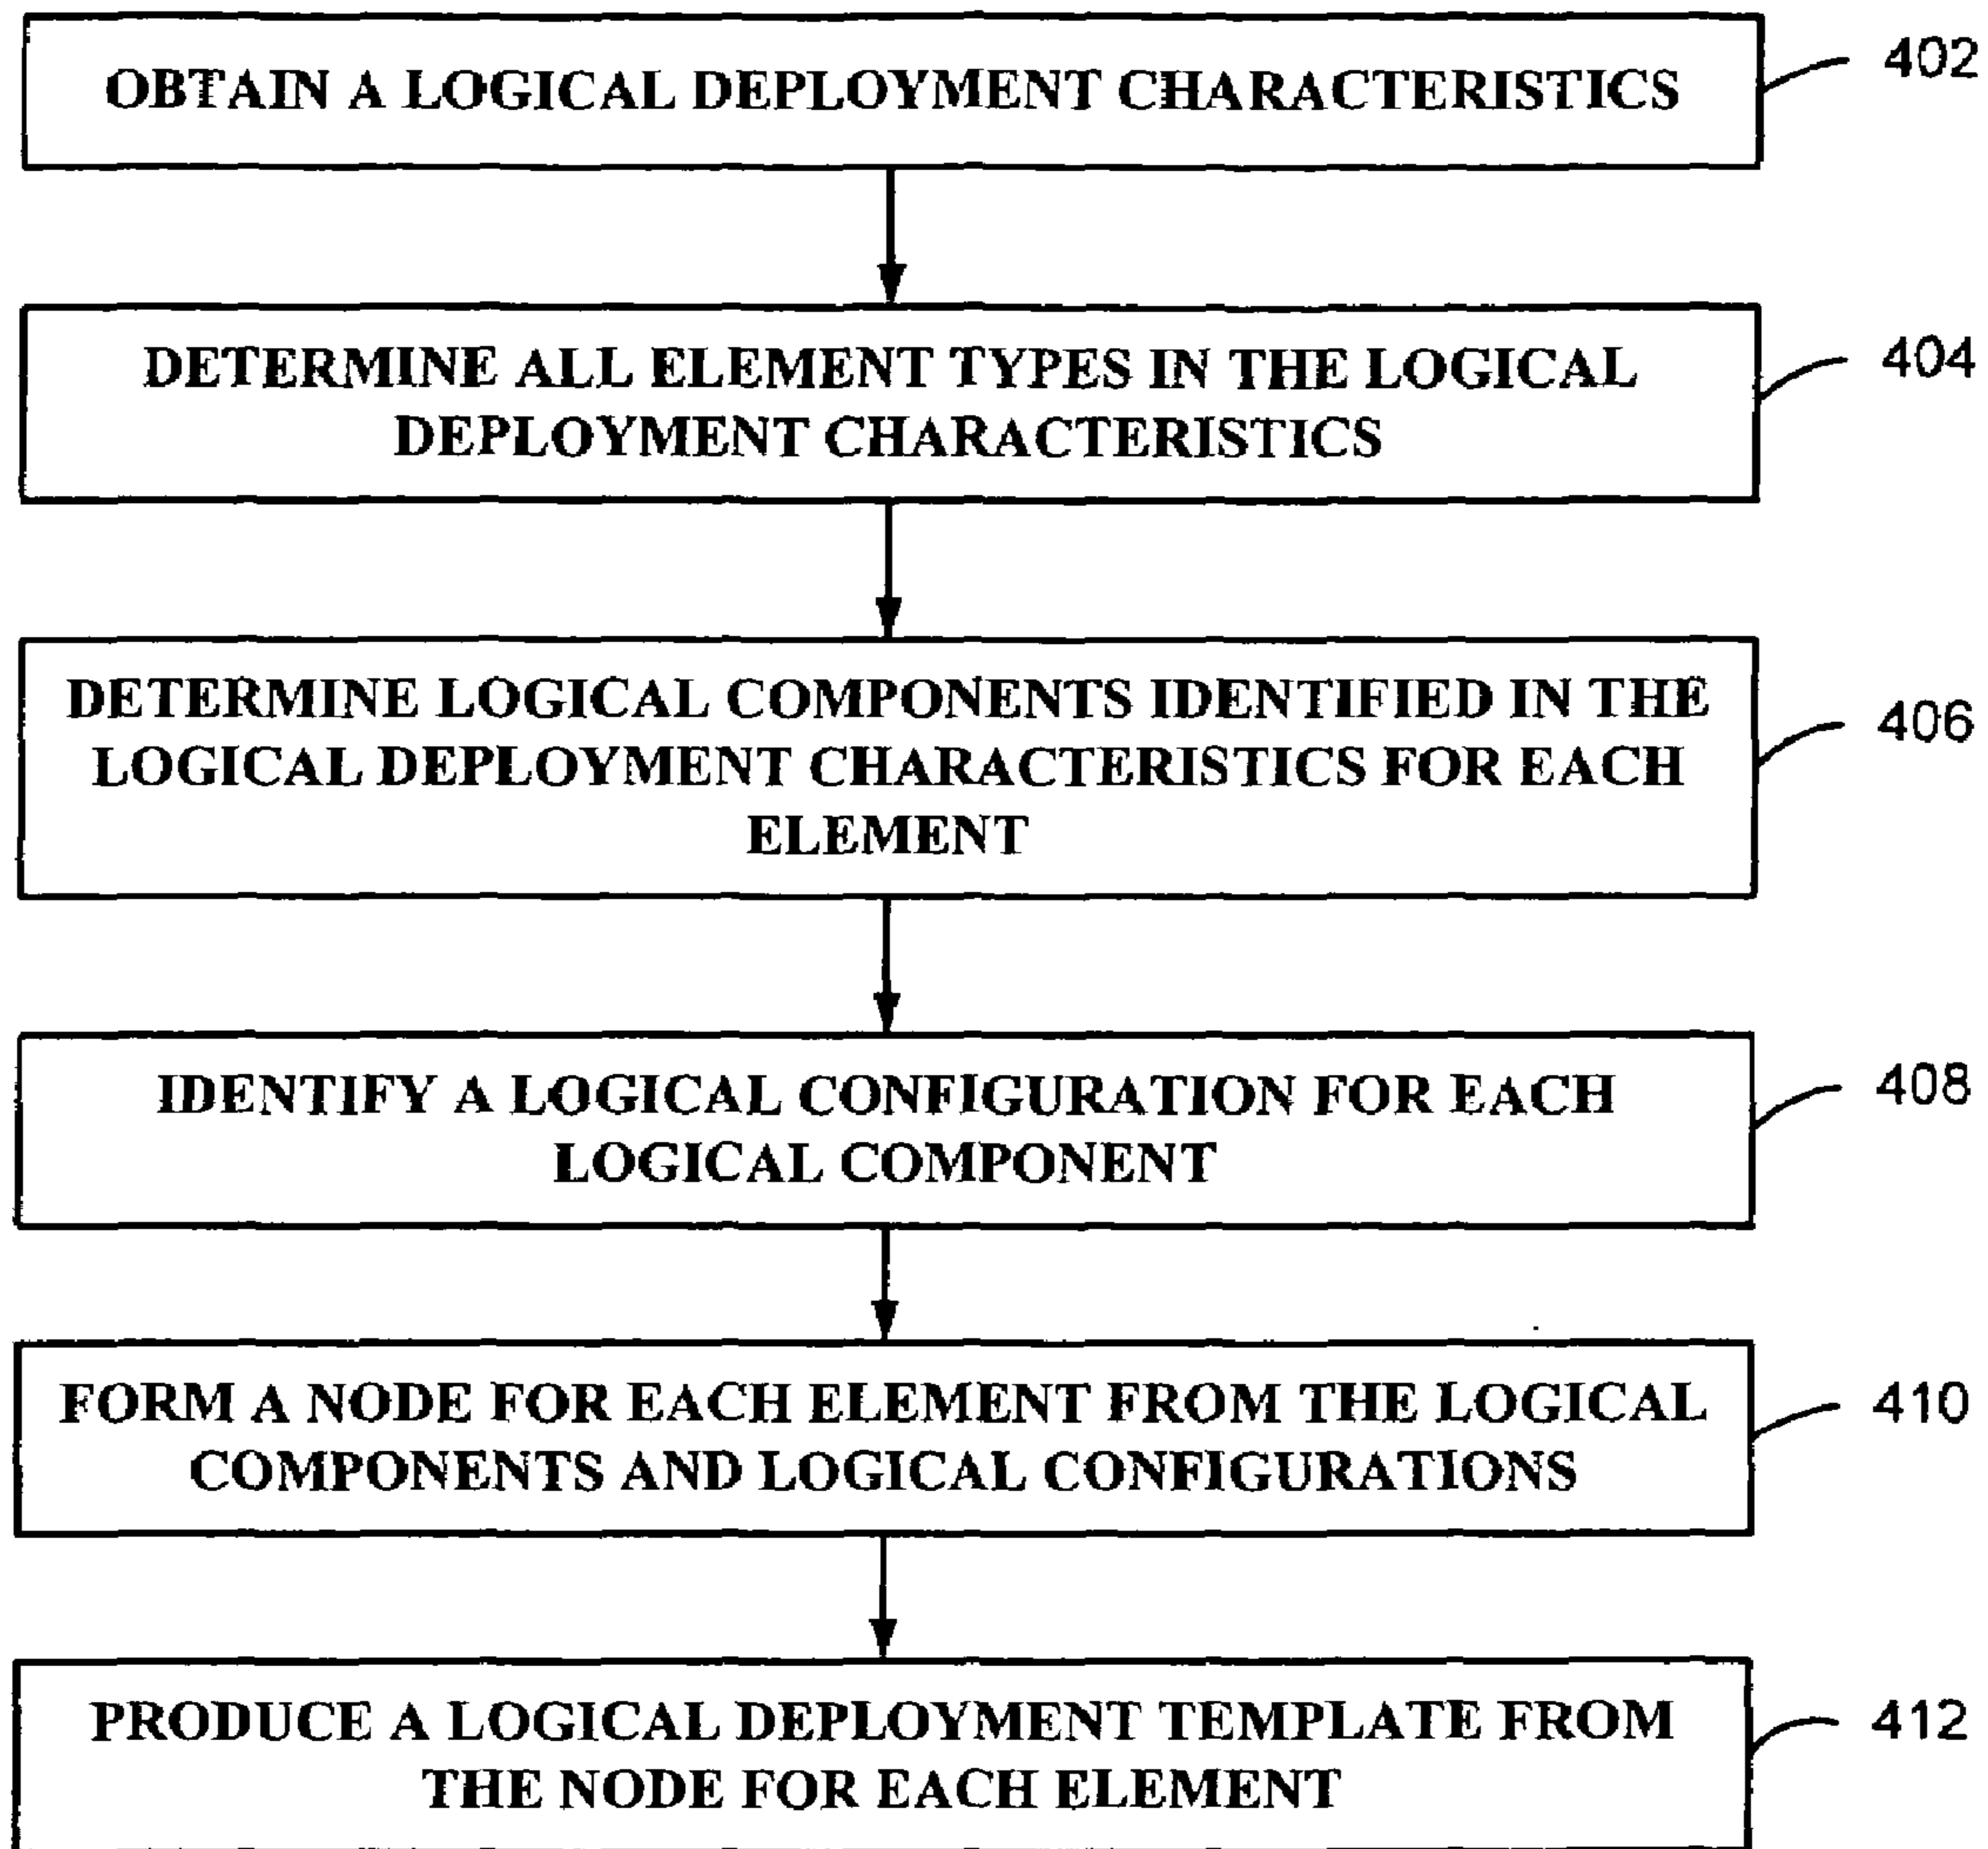 OBTAIN A LOGICAL DEPLOYMENT CHARACTERISTICS
402
DETERMINE ALL ELEMENT TYPES IN THE LOGICAL
DEPLOYMENT CHARACTERISTICS
404
DETERMINE LOGICAL COMPONENTS IDENTIFIED IN THE
LOGICAL DEPLOYMENT CHARACTERISTICS FOR EACH
ELEMENT
406
IDENTIFY A LOGICAL CONFIGURATION FOR EACH
LOGICAL COMPONENT
408
FORM A NODE FOR EACH ELEMENT FROM THE LOGICAL
COMPONENTS AND LOGICAL CONFIGURATIONS
410
PRODUCE A LOGICAL DEPLOYMENT TEMPLATE FROM
THE NODE FOR EACH ELEMENT
412